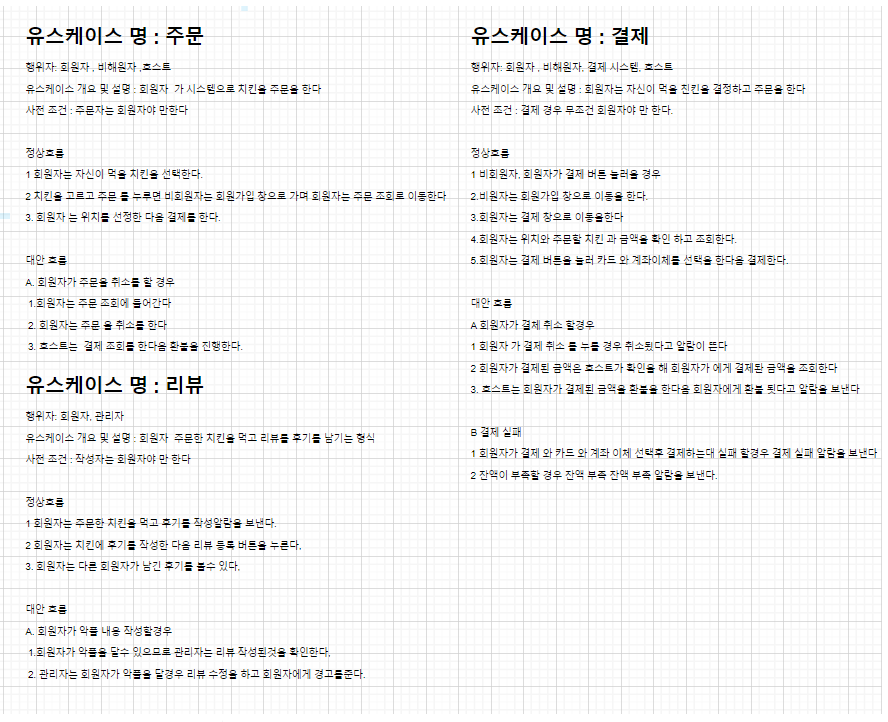 유스케이스 명 : 주문
행위자: 회원자 , 비해원자 ,호스트
유스케이스 개요 및 설명 : 회원자 가 시스템으로 치킨을 주문을 한다
사전 조건 : 주문자는 회원자야 만한다
정상흐름
1 회원자는 자신이 먹을 치킨을 선택한다.
2 치킨을 고르고 주문 를 누루면 비회원자는 회원가입 창으로 가며 회원자는 주문 조회로 이동한다
3. 회원자 는 위치를 선정한 다음 결제를 한다.
대안 흐름
A. 회원자가 주문을 취소를 할 경우
1.회원자는 주문 조회에 들어간다
2. 회원자는 주문 을 취소를 한다
3. 호스트는 결제 조회를 한다음 환불을 진행한다.
유스케이스 명 : 리뷰
행위자: 회원자, 관리자
유스케이스 개요 및 설명 : 회원자 주문한 치킨을 먹고 리뷰를 후기를 남기는 형식
사전 조건 : 작성자는 회원자야 만 한다
정상흐름
1 회원자는 주문한 치킨을 먹고 후기를 작성알람을 보낸다.
2 회원자는 치킨에 후기를 작성한 다음 리뷰 등록 버튼을 누른다,
3. 회원자는 다른 회원자가 남긴 후기를 볼수 있다,
대안 흐름
A. 회원자가 악플 내용 작성할경우
1.회원자가 악플을 달수 있으므로 관리자는 리뷰 작성된것을 확인한다,
2. 관리자는 회원자가 악플을 달경우 리뷰 수정을 하고 회원자에게 경고를준다.
유스케이스 명 : 결제
행위자: 회원자 , 비해원자, 결제 시스템, 호스트
유스케이스 개요 및 설명 : 회원자는 자신이 먹을 친킨을 결정하고 주문을 한다
사전 조건 : 결제 경우 무조건 회원자야 만 한다.
정상흐름
1 비회원자, 회원자가 결제 버튼 눌러을 경우
2.비원자는 회원가입 창으로 이동을 한다.
3.회원자는 결제 창으로 이동을한다
4.회원자는 위치와 주문할 치킨 과 금액을 확인 하고 조회한다.
5.회원자는 결제 버튼을 눌러 카드 와 계좌이체를 선택을 한다음 결제한다.
대안 흐름
A 회원자가 결체 취소 할경우
1 회원자 가 결제 취소 를 누를 경우 취소됬다고 알람이 뜬다
2 회원자가 결제된 금액은 호스트가 확인을 해 회원자가 에게 결제돤 금액을 조회한다
3. 호스트는 회원자가 결제된 금액을 환불을 한다음 회원자에게 환불 됫다고 알람을 보낸다
B 결제 실패
1 회원자가 결제 와 카드 와 계좌 이체 선택후 결제하는대 실패 할경우 결제 실패 알람을 보낸다
2 잔액이 부족할 경우 잔액 부족 잔액 부족 알람을 보낸다.